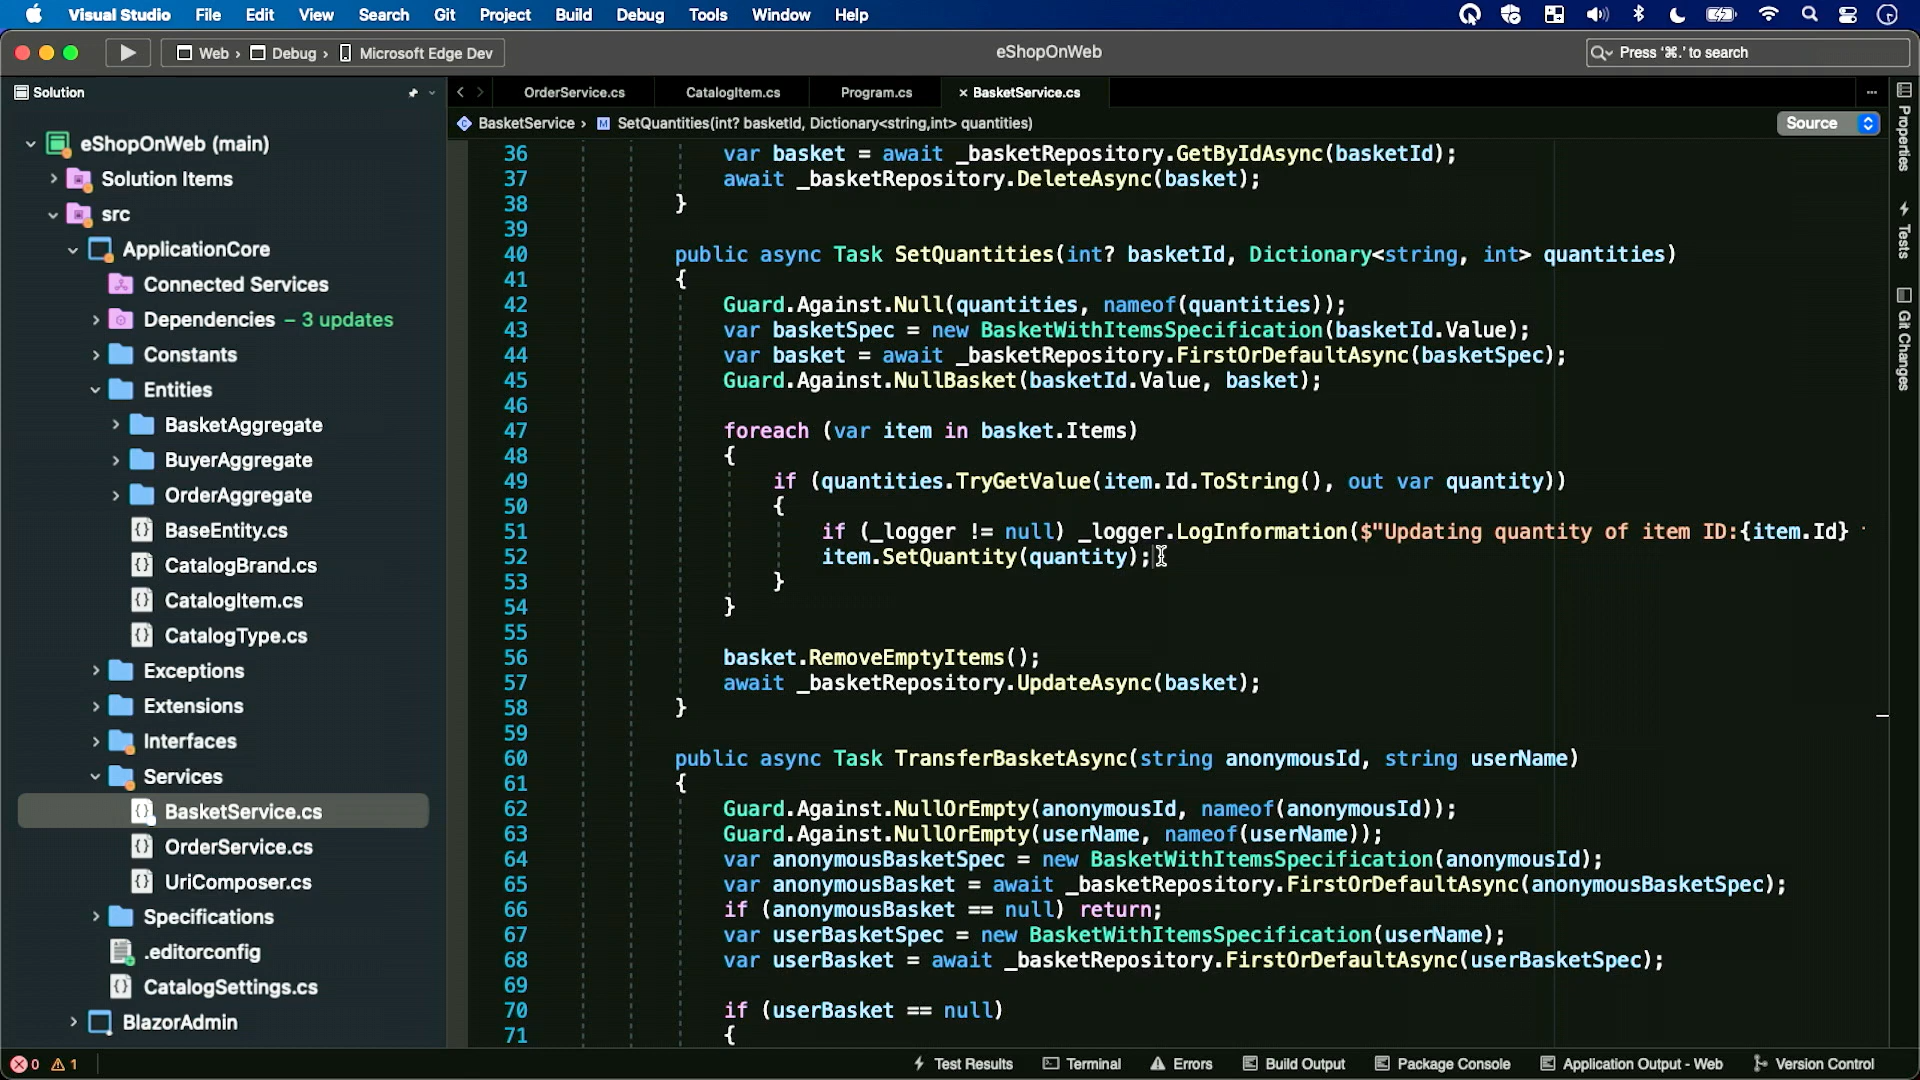 Visual Studio File Edit View Search Git Project Build Debug Tools Window Help
Web › Debug › Microsoft Edge Dev
eShopOnWeb
Press ‘⌘.’ to search
Solution
OrderService.cs CatalogItem.cs Program.cs × BasketService.cs
BasketService › M SetQuantities(int? basketId, Dictionary<string,int> quantities)
Source
eShopOnWeb (main)
Solution Items
src
ApplicationCore
Connected Services
Dependencies – 3 updates
Constants
Entities
BasketAggregate
BuyerAggregate
OrderAggregate
BaseEntity.cs
CatalogBrand.cs
CatalogItem.cs
CatalogType.cs
Exceptions
Extensions
Interfaces
Services
BasketService.cs
OrderService.cs
UriComposer.cs
Specifications
.editorconfig
CatalogSettings.cs
BlazorAdmin
36 var basket = await _basketRepository.GetByIdAsync(basketId);
37 await _basketRepository.DeleteAsync(basket);
38 }
39
40 public async Task SetQuantities(int? basketId, Dictionary<string, int> quantities)
41 {
42 Guard.Against.Null(quantities, nameof(quantities));
43 var basketSpec = new BasketWithItemsSpecification(basketId.Value);
44 var basket = await _basketRepository.FirstOrDefaultAsync(basketSpec);
45 Guard.Against.NullBasket(basketId.Value, basket);
46
47 foreach (var item in basket.Items)
48 {
49 if (quantities.TryGetValue(item.Id.ToString(), out var quantity))
50 {
51 if (_logger != null) _logger.LogInformation($"Updating quantity of item ID:{item.Id}
52 item.SetQuantity(quantity);
53 }
54 }
55
56 basket.RemoveEmptyItems();
57 await _basketRepository.UpdateAsync(basket);
58 }
59
60 public async Task TransferBasketAsync(string anonymousId, string userName)
61 {
62 Guard.Against.NullOrEmpty(anonymousId, nameof(anonymousId));
63 Guard.Against.NullOrEmpty(userName, nameof(userName));
64 var anonymousBasketSpec = new BasketWithItemsSpecification(anonymousId);
65 var anonymousBasket = await _basketRepository.FirstOrDefaultAsync(anonymousBasketSpec);
66 if (anonymousBasket == null) return;
67 var userBasketSpec = new BasketWithItemsSpecification(userName);
68 var userBasket = await _basketRepository.FirstOrDefaultAsync(userBasketSpec);
69
70 if (userBasket == null)
71 {
Properties
Tests
Git Changes
0 1
Test Results Terminal Errors Build Output Package Console Application Output - Web Version Control